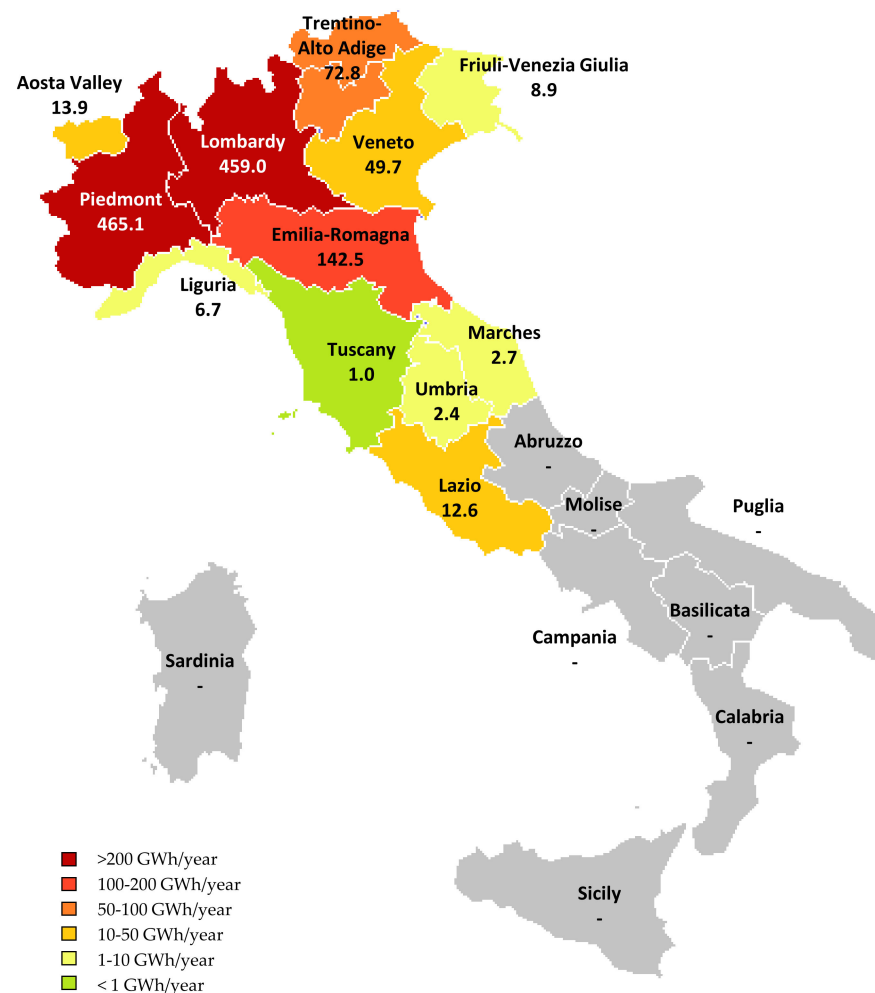 Trentino-
Alto Adige
72.8
Friuli-Venezia Giulia
8.9
Aosta Valley
13.9
Lombardy
459.0
Veneto
49.7
Piedmont
465.1
Emilia-Romagna
142.5
Liguria
6.7
Marches
2.7
Tuscany
1.0
Umbria
2.4
Abruzzo
-
Lazio
12.6
Molise
-
Puglia
-
Basilicata
-
Campania
-
Sardinia
-
Calabria
-
Sicily
-
>200 GWh/year
100-200 GWh/year
50-100 GWh/year
10-50 GWh/year
1-10 GWh/year
< 1 GWh/year